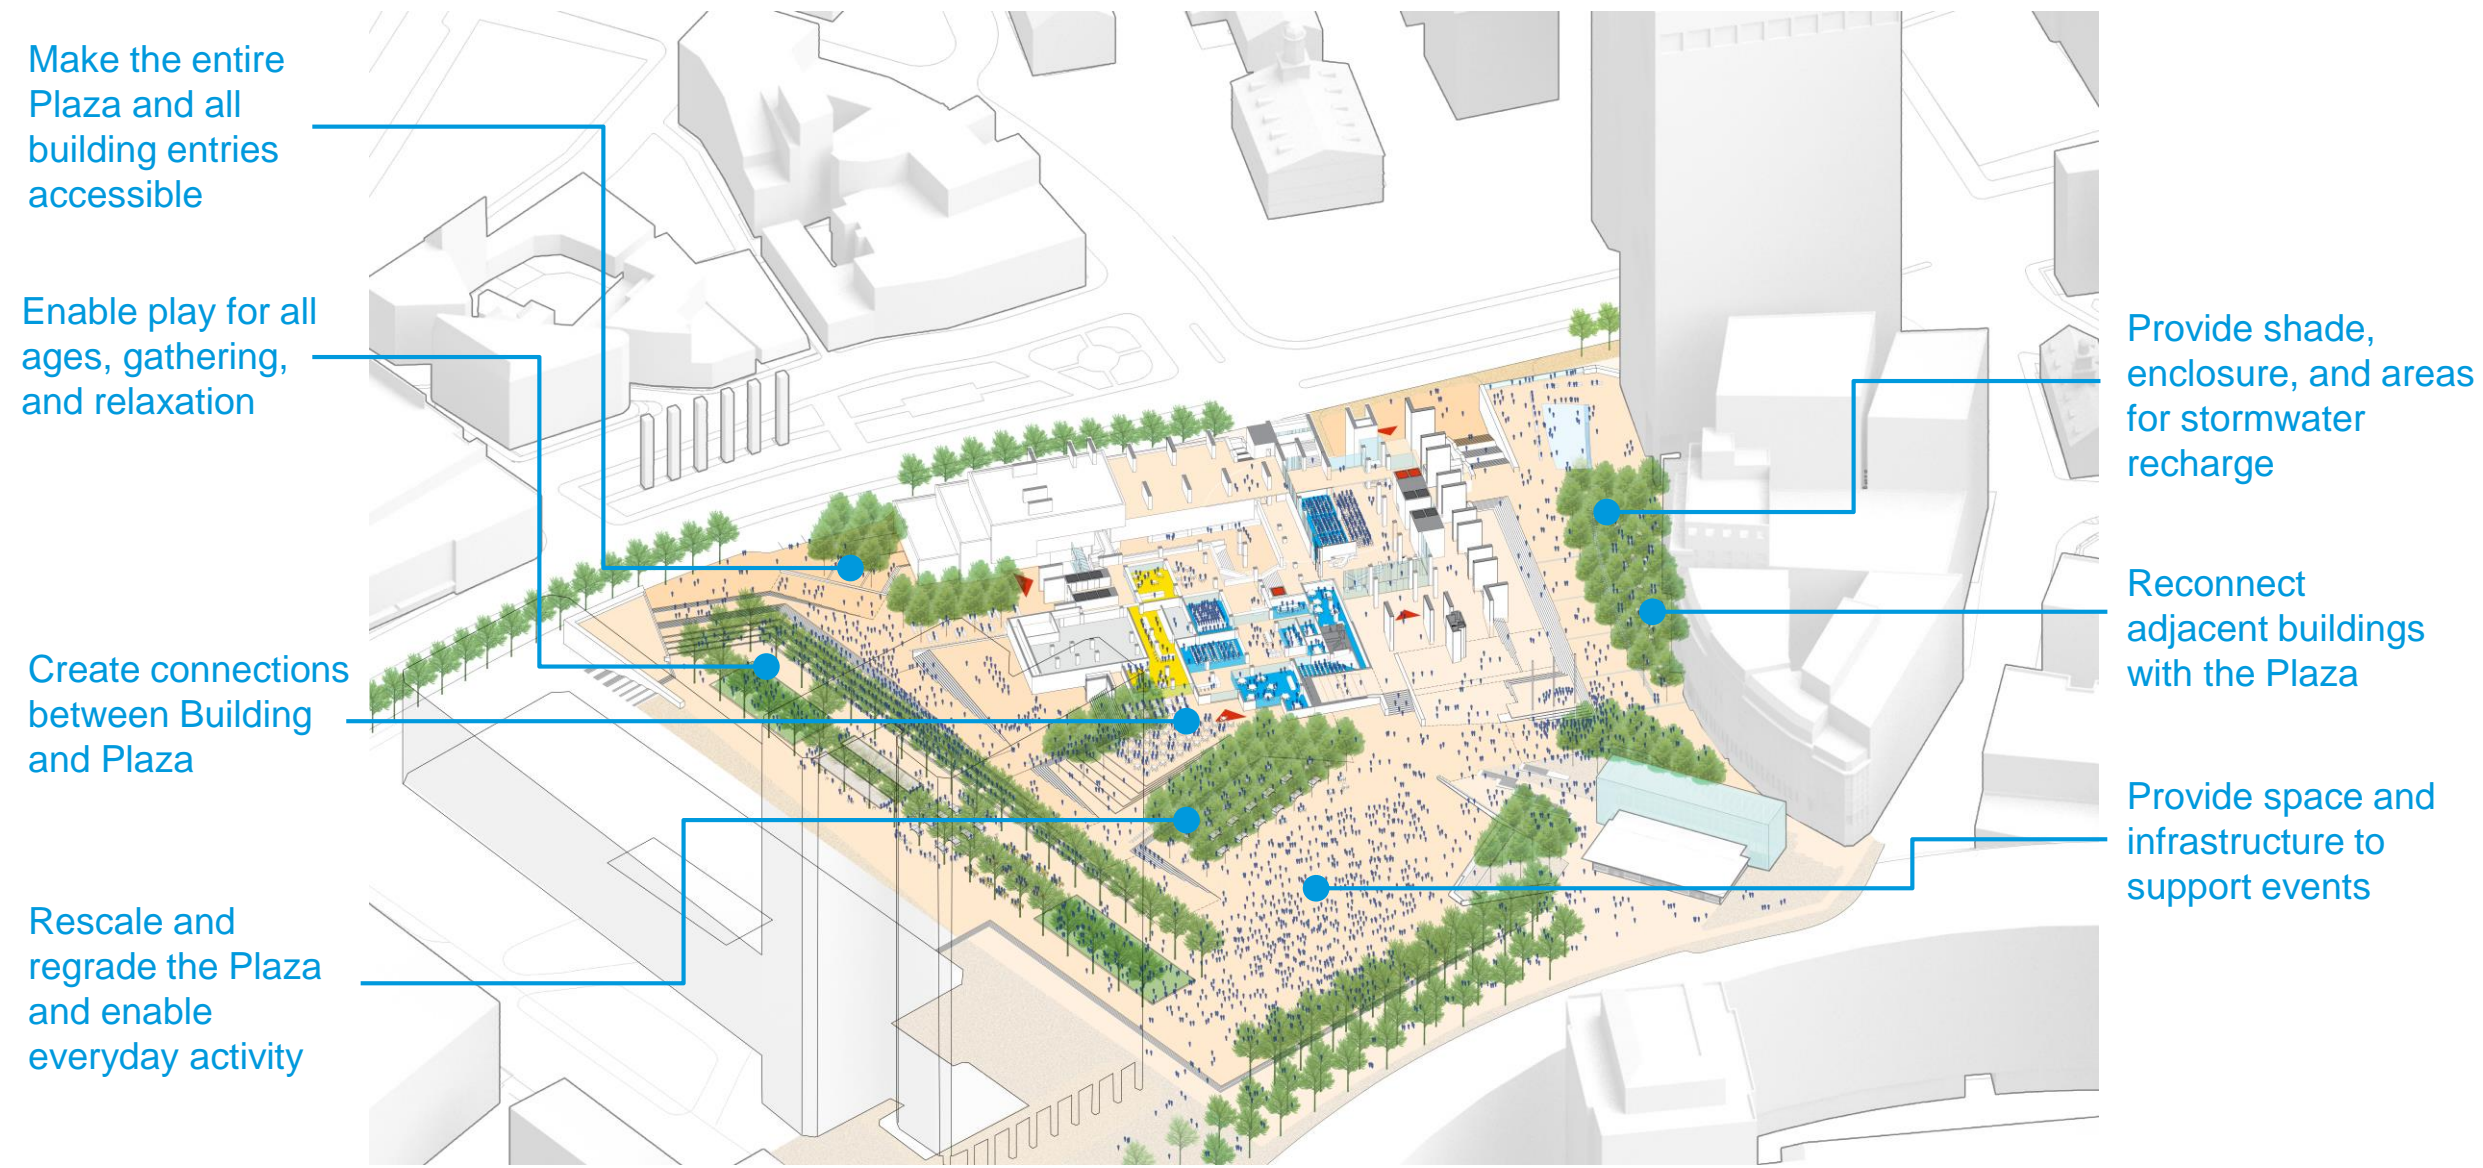 Make the entire
Plaza and all
building entries
accessible
Enable play for all
ages, gathering,
and relaxation
Create connections
between Building
and Plaza
Rescale and
regrade the Plaza
and enable
everyday activity
Provide shade,
enclosure, and areas
for stormwater
recharge
Reconnect
adjacent buildings
with the Plaza
Provide space and
infrastructure to
support events